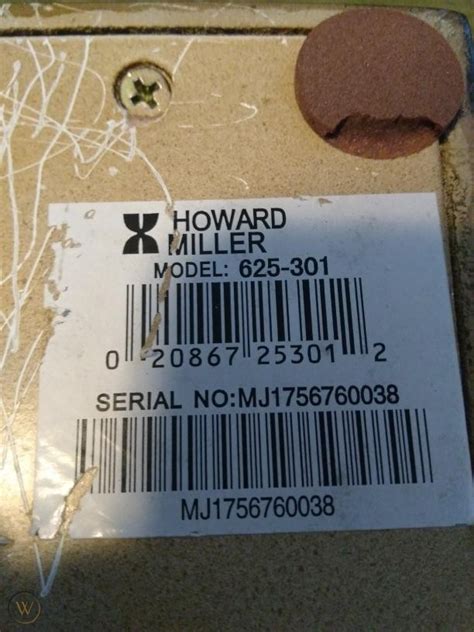 HOWARD
MILLER
MODEL: 625-301
0 20867 25301 2
SERIAL NO:MJ1756760038
MJ1756760038
W